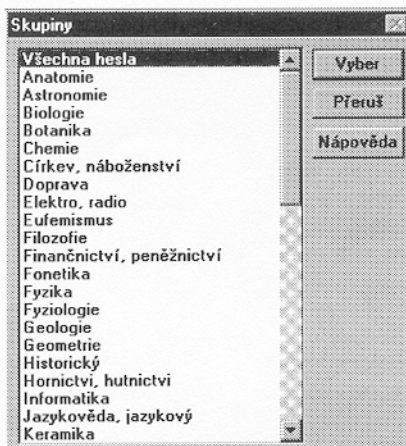 Skupiny
Všechna hesla
Anatomie
Astronomie
Biologie
Botanika
Chemie
Církev, náboženství
Doprava
Elektro, radio
Eufemismus
Filozofie
Finančnictví, peněžnictví
Fonetika
Fyzika
Fyziologie
Geologie
Geometrie
Historický
Hornictvi, hutnictvi
Informatika
Jazykověda, jazykový
Keramika
Vyber
Přeruš
Nápověda